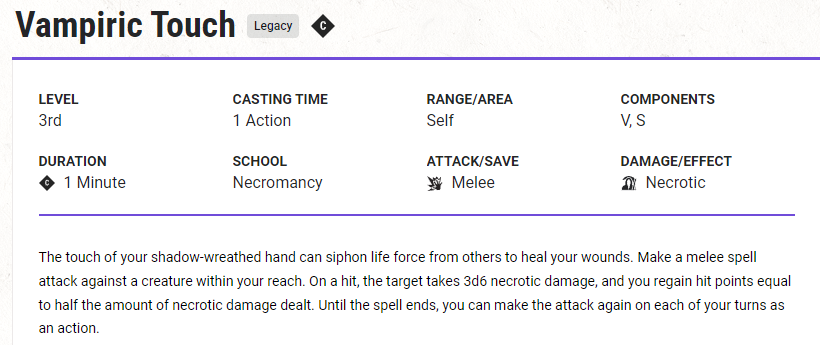 Vampiric Touch Legacy C
LEVEL CASTING TIME RANGE/AREA COMPONENTS
3rd 1 Action Self V, S
DURATION SCHOOL ATTACK/SAVE DAMAGE/EFFECT
C 1 Minute Necromancy Melee Necrotic
The touch of your shadow-wreathed hand can siphon life force from others to heal your wounds. Make a melee spell
attack against a creature within your reach. On a hit, the target takes 3d6 necrotic damage, and you regain hit points equal
to half the amount of necrotic damage dealt. Until the spell ends, you can make the attack again on each of your turns as
an action.